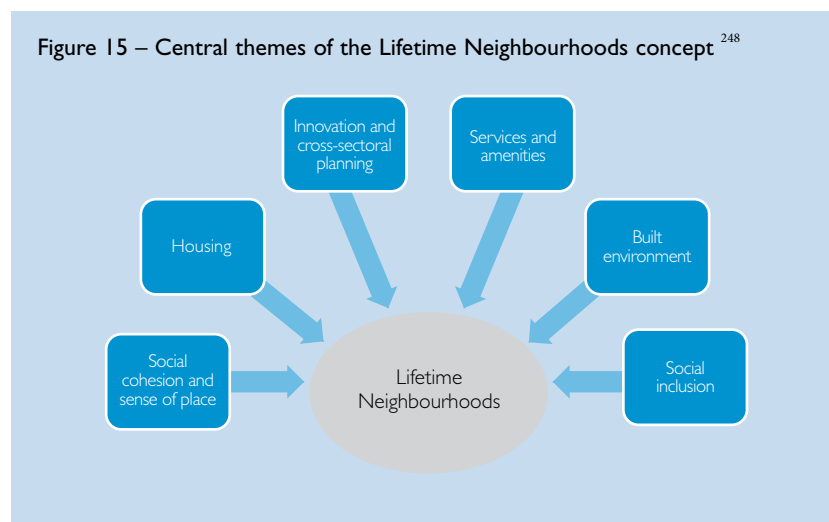 Figure 15 – Central themes of the Lifetime Neighbourhoods concept 248
Innovation and
cross-sectoral
planning
Services and
amenities
Housing
Built
environment
Social
cohesion and
sense of place
Lifetime
Neighbourhoods
Social
inclusion